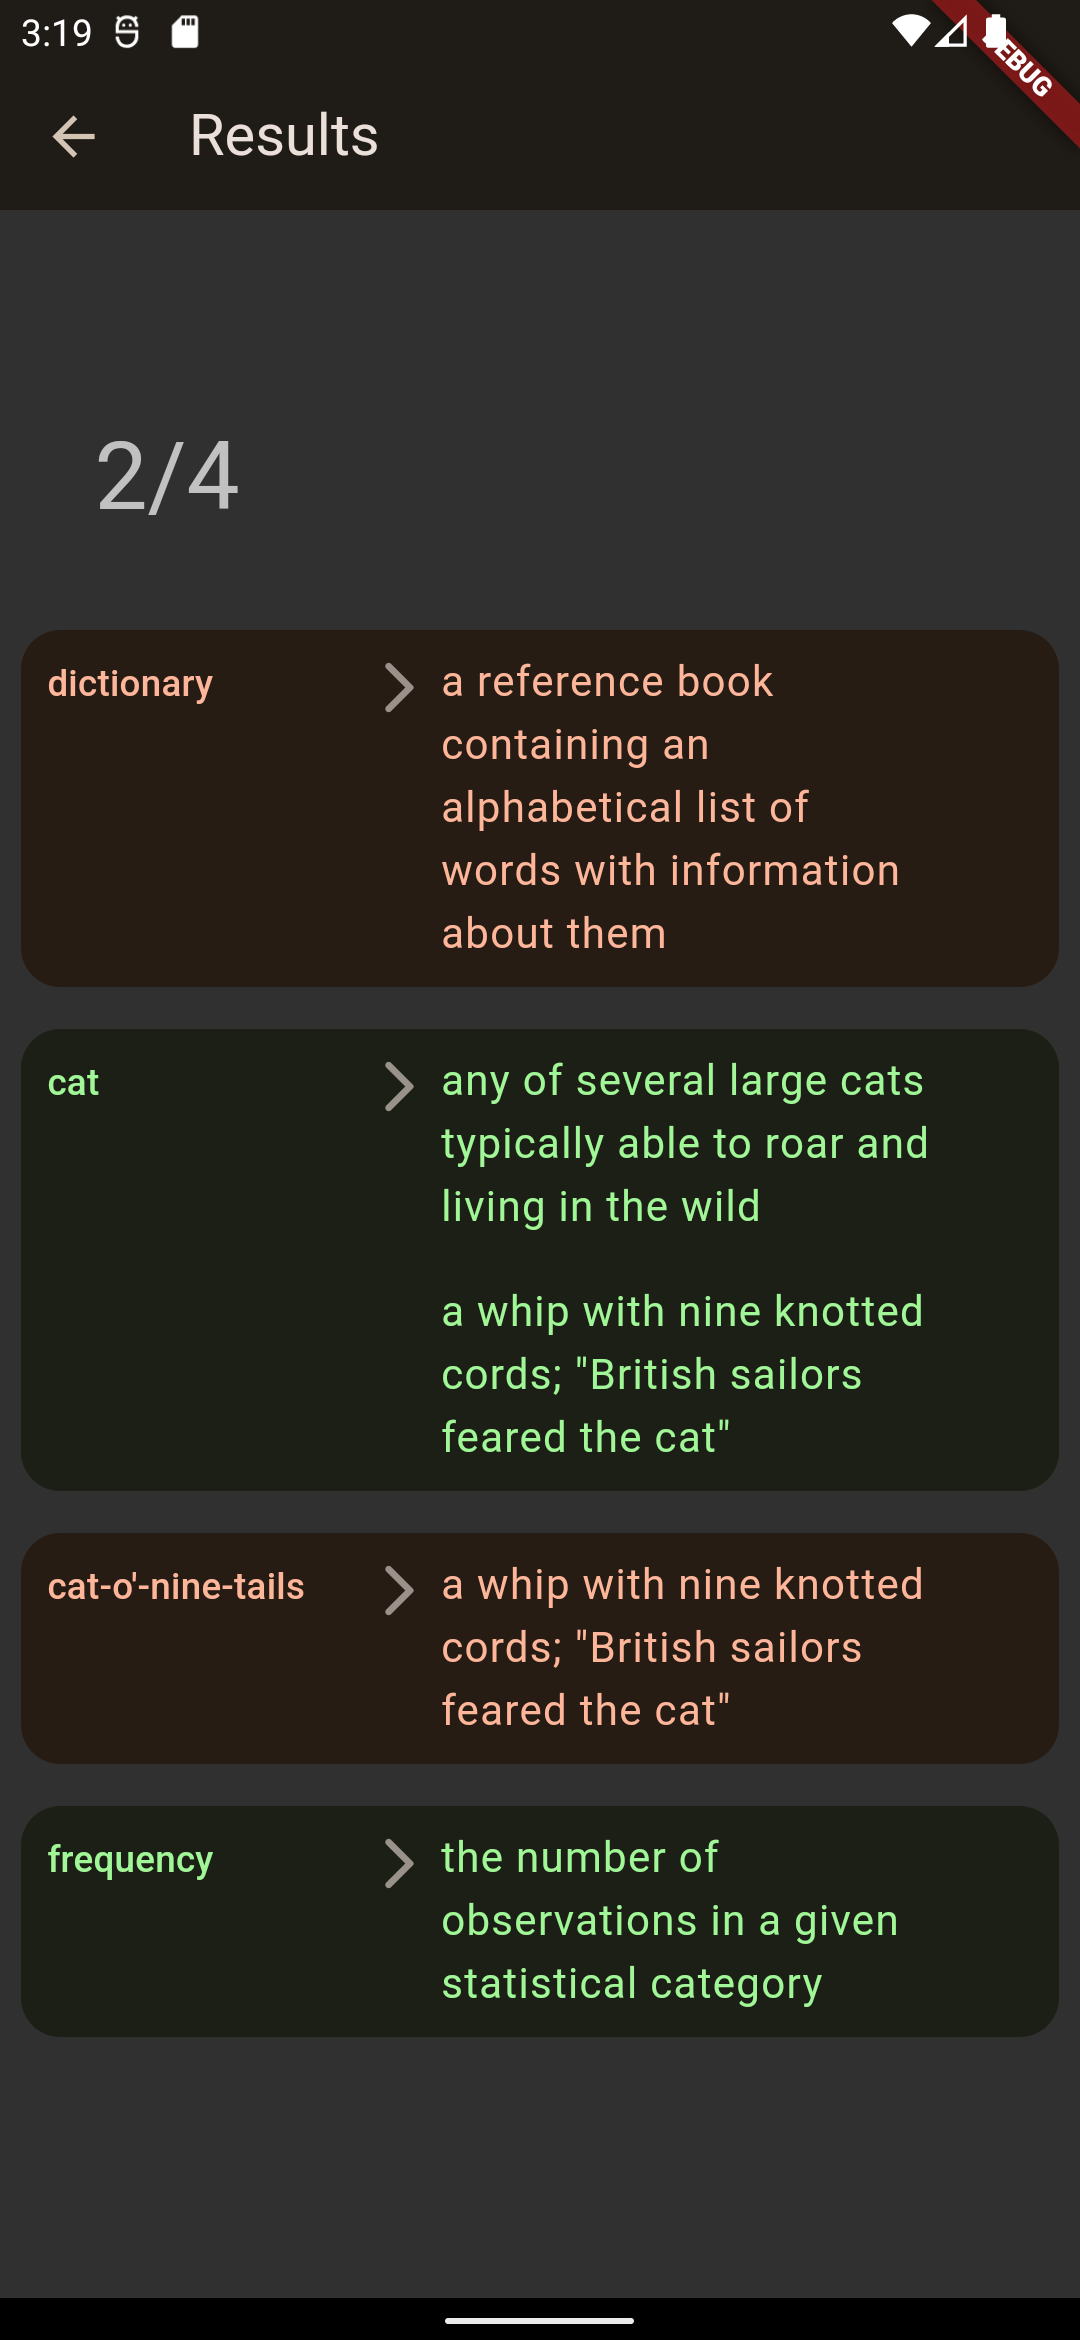 3:19
Results
2/4
dictionary
a reference book
containing an
alphabetical list of
words with information
about them
cat
any of several large cats
typically able to roar and
living in the wild
a whip with nine knotted
cords; "British sailors
feared the cat"
cat-o'-nine-tails
a whip with nine knotted
cords; "British sailors
feared the cat"
frequency
the number of
observations in a given
statistical category